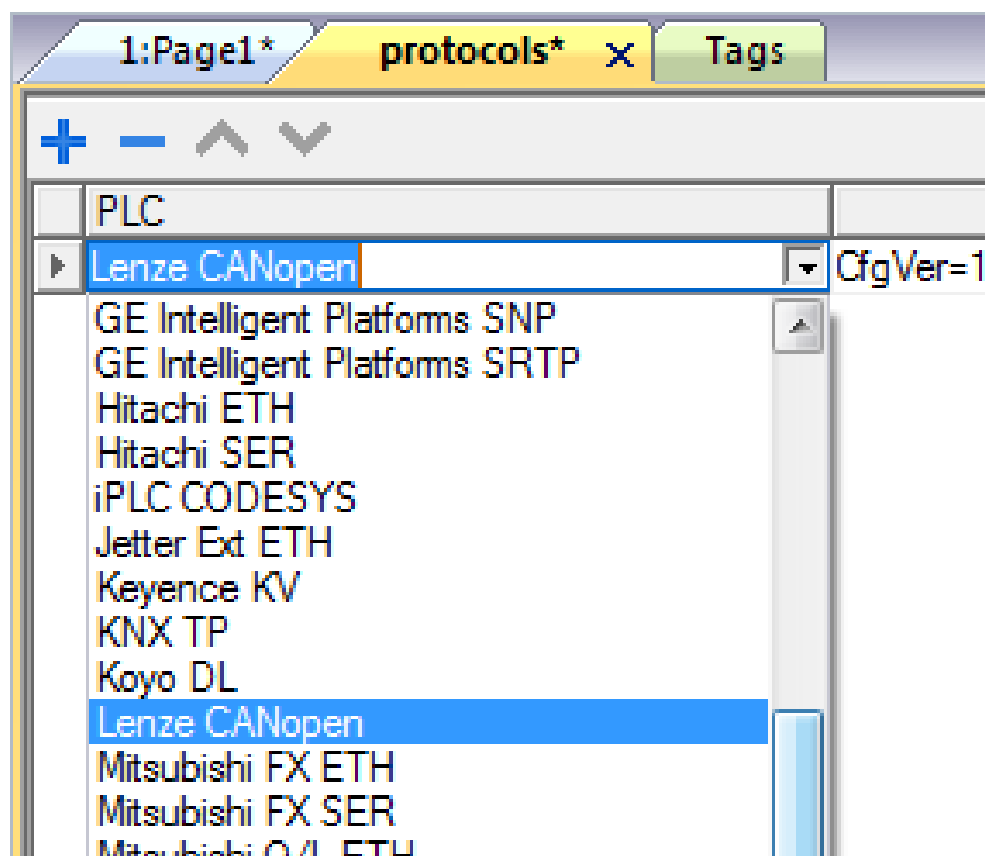 1:Page1* protocols* Tags
PLC
Lenze CANopen CfgVer=1
GE Intelligent Platforms SNP
GE Intelligent Platforms SRTP
Hitachi ETH
Hitachi SER
iPLC CODESYS
Jetter Ext ETH
Keyence KV
KNX TP
Koyo DL
Lenze CANopen
Mitsubishi FX ETH
Mitsubishi FX SER
Mitsubishi Q/L ETH